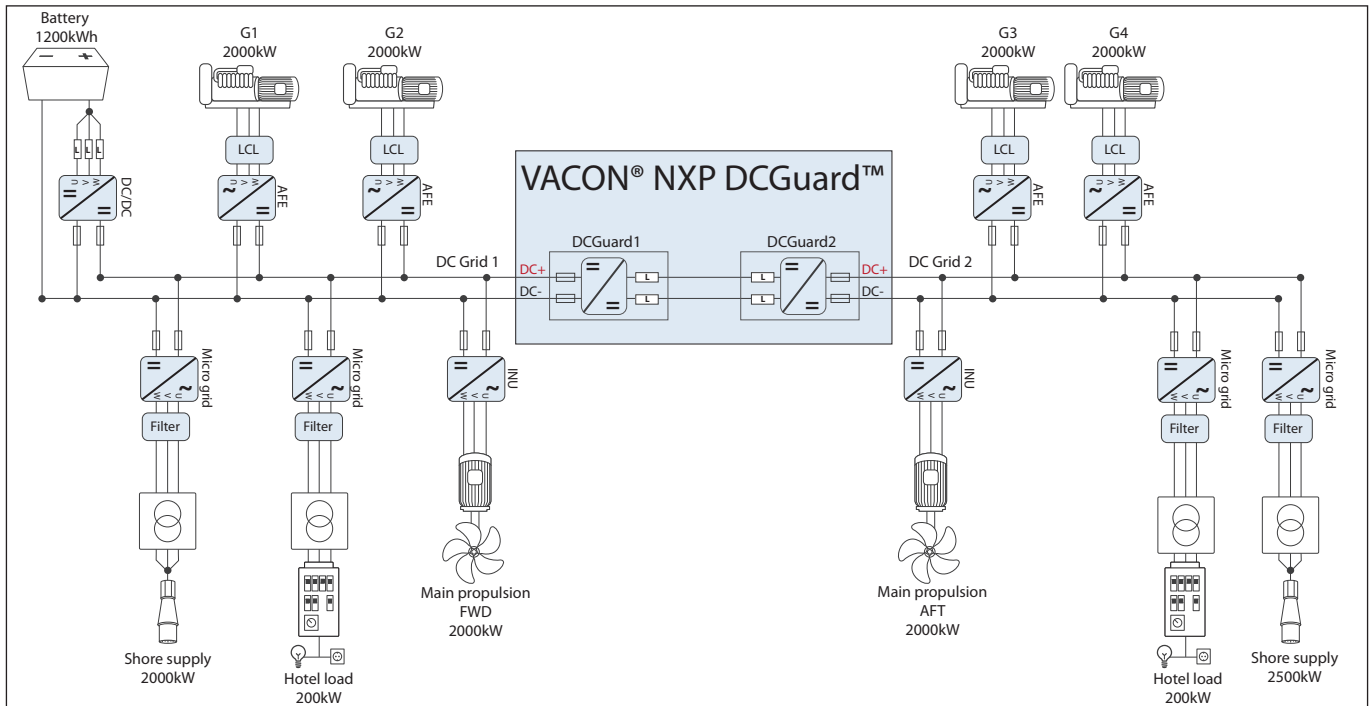 Battery
1200kWh
G1
2000kW
G2
2000kW
G3
2000kW
G4
2000kW
L L L
LCL
LCL
LCL
LCL
U V W
DC/DC
U V W
AFE
U V W
AFE
U V W
AFE
U V W
AFE
VACON® NXP DCGuard™
DCGuard1
DCGuard2
DC Grid 1
DC+
DC-
L
L
L
L
DC+
DC-
DC Grid 2
W V U
Micro grid
W V U
Micro grid
W V U
INU
W V U
INU
W V U
Micro grid
W V U
Micro grid
Filter
Filter
Filter
Filter
Main propulsion
FWD
2000kW
Main propulsion
AFT
2000kW
Shore supply
2000kW
Hotel load
200kW
Hotel load
200kW
Shore supply
2500kW